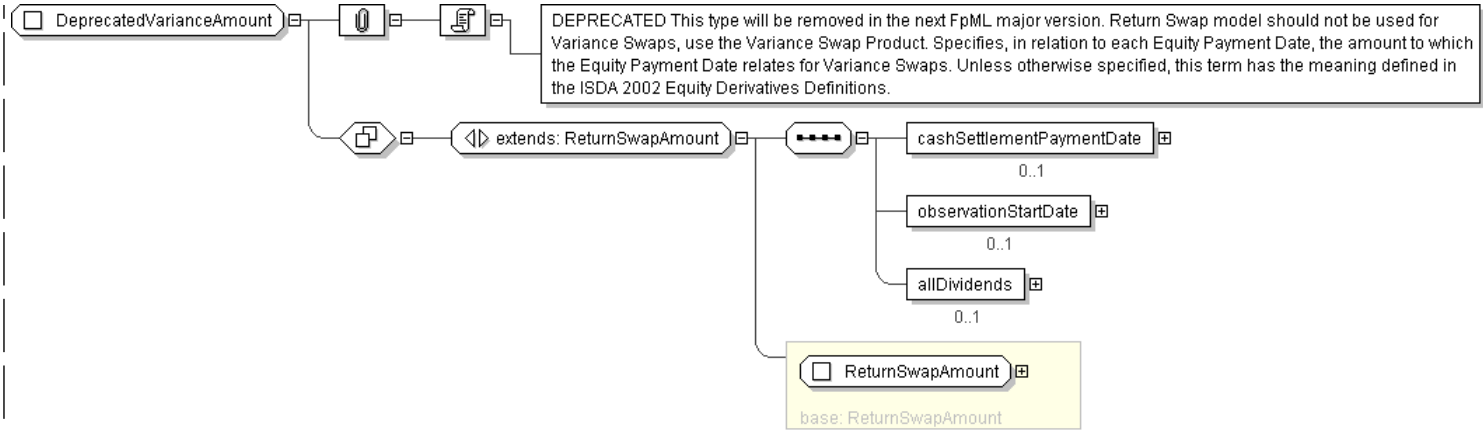 DeprecatedVarianceAmount
DEPRECATED This type will be removed in the next FpML major version. Return Swap model should not be used for
Variance Swaps, use the Variance Swap Product. Specifies, in relation to each Equity Payment Date, the amount to which
the Equity Payment Date relates for Variance Swaps. Unless otherwise specified, this term has the meaning defined in
the ISDA 2002 Equity Derivatives Definitions.
extends: ReturnSwapAmount
cashSettlementPaymentDate
0..1
observationStartDate
0..1
allDividends
0..1
ReturnSwapAmount
base: ReturnSwapAmount